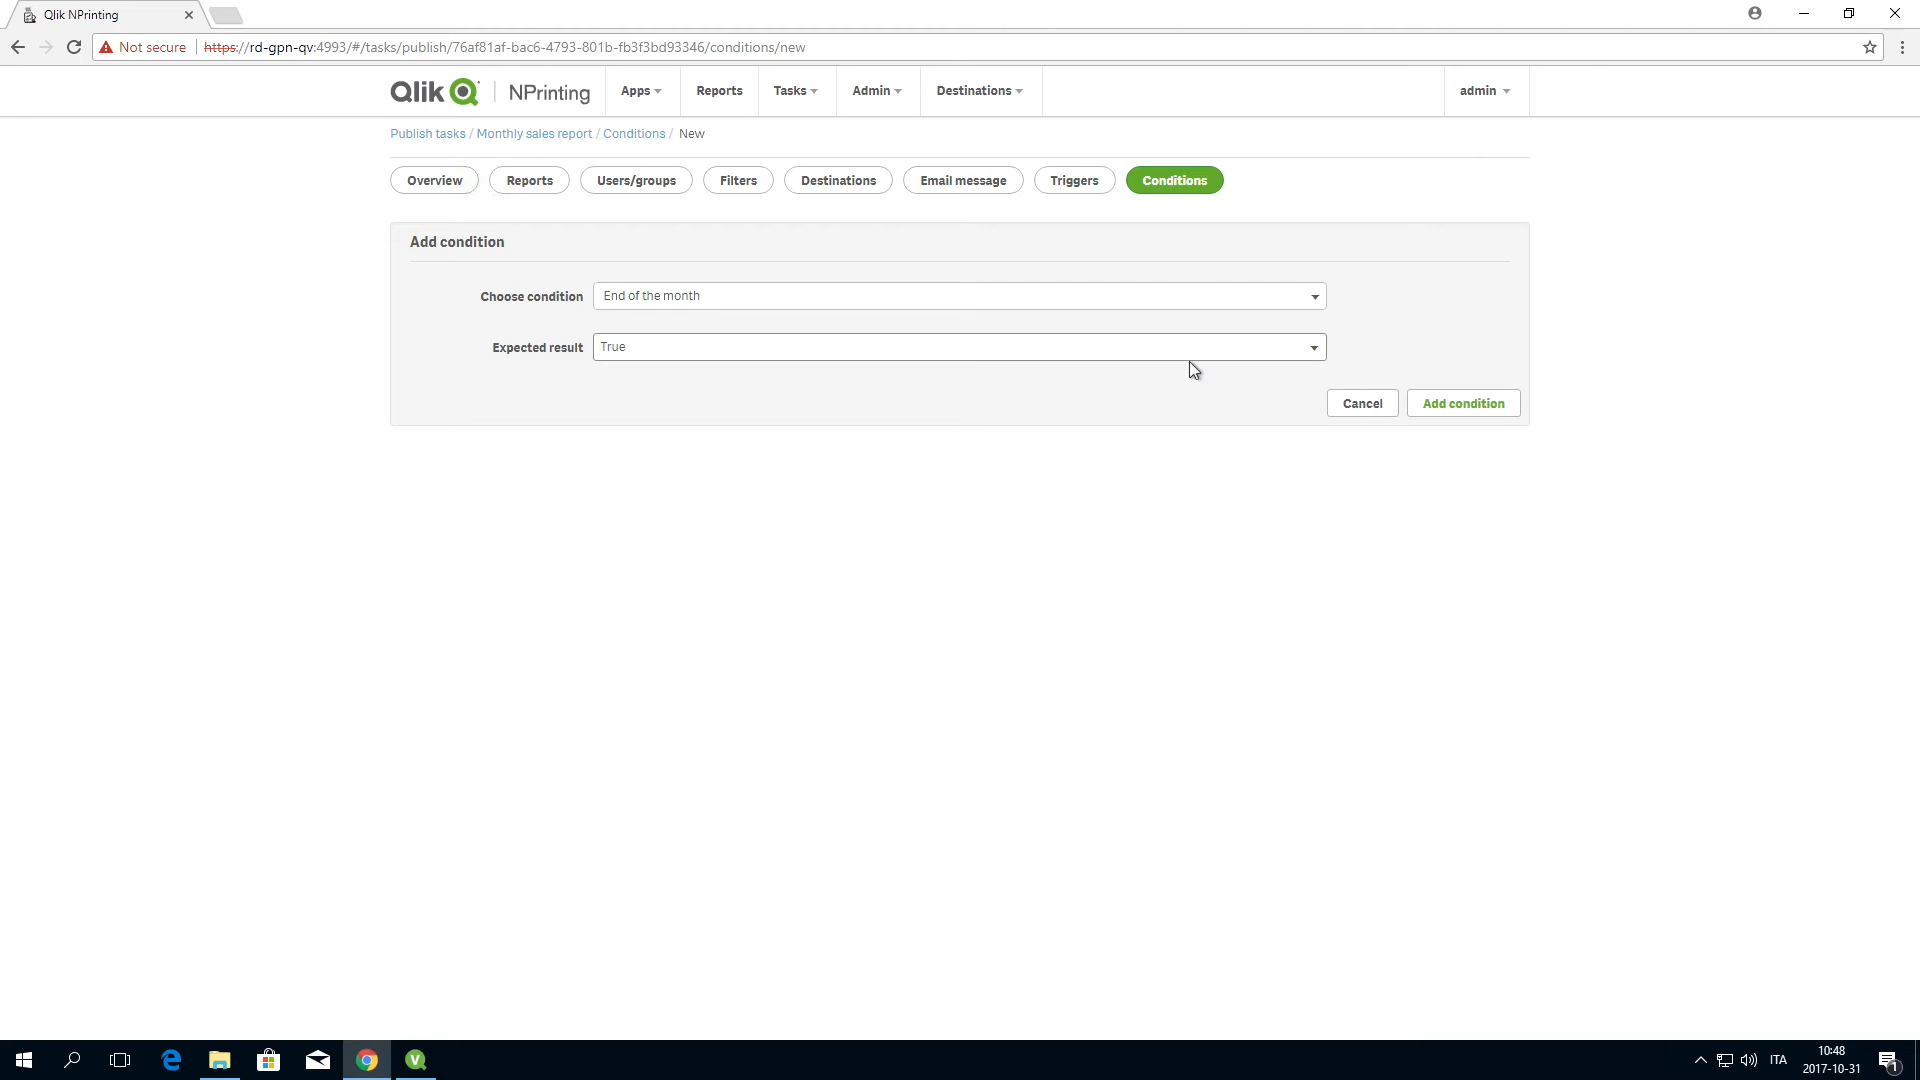 Qlik NPrinting
Not secure https://rd-gpn-qv:4993/#/tasks/publish/76af81af-bac6-4793-801b-fb3f3bd93346/conditions/new
Qlik NPrinting Apps Reports Tasks Admin Destinations admin
Publish tasks / Monthly sales report / Conditions / New
Overview Reports Users/groups Filters Destinations Email message Triggers Conditions
Add condition
Choose condition End of the month
Expected result True
Cancel Add condition
ITA 10:48
2017-10-31 1